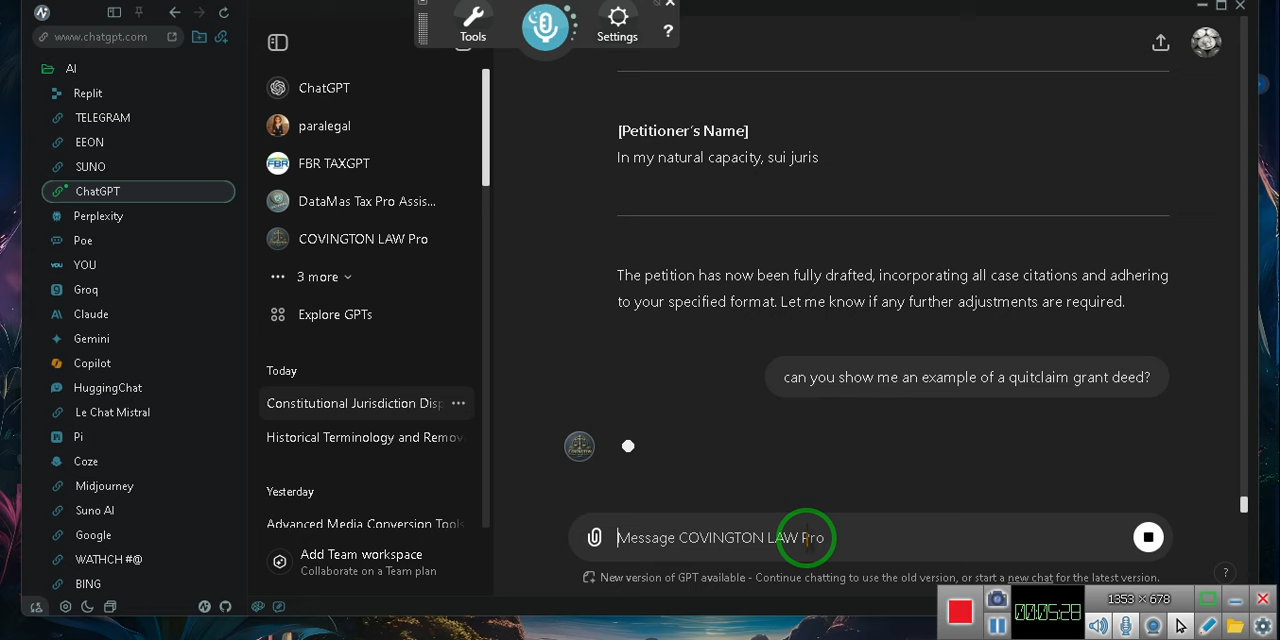 Tools
Settings
?
www.chatgpt.com
AI
Replit
TELEGRAM
EEON
SUNO
ChatGPT
Perplexity
Poe
YOU
Groq
Claude
Gemini
Copilot
HuggingChat
Le Chat Mistral
Pi
Coze
Midjourney
Suno AI
Google
WATHCH #@
BING
ChatGPT
paralegal
FBR TAXGPT
DataMas Tax Pro Assis...
COVINGTON LAW Pro
3 more
Explore GPTs
Today
Constitutional Jurisdiction Disp
Historical Terminology and Remov
Yesterday
Advanced Media Conversion Tools
Add Team workspace
Collaborate on a Team plan
[Petitioner's Name]
In my natural capacity, sui juris
The petition has now been fully drafted, incorporating all case citations and adhering
to your specified format. Let me know if any further adjustments are required.
can you show me an example of a quitclaim grant deed?
Message COVINGTON LAW Pro
New version of GPT available - Continue chatting to use the old version, or start a new chat for the latest version.
?
1353 × 678
00:05:28